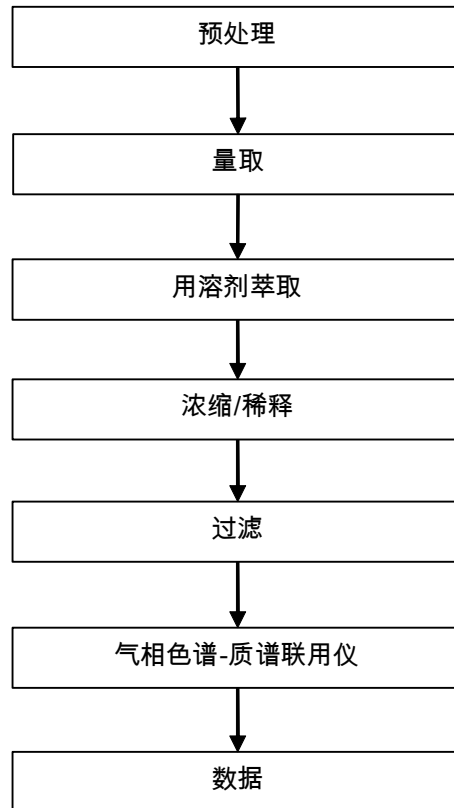 预处理
量取
用溶剂萃取
浓缩/稀释
过滤
气相色谱-质谱联用仪
数据